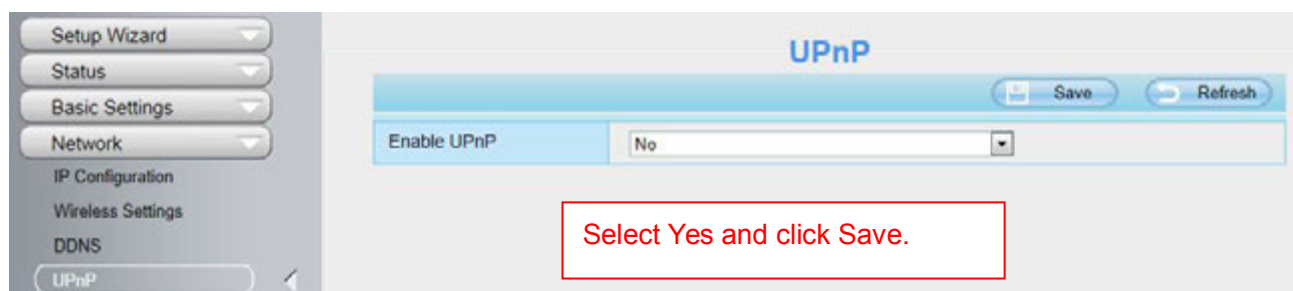 Setup Wizard
Status
Basic Settings
Network
IP Configuration
Wireless Settings
DDNS
UPnP
UPnP
Save Refresh
Enable UPnP No
Select Yes and click Save.